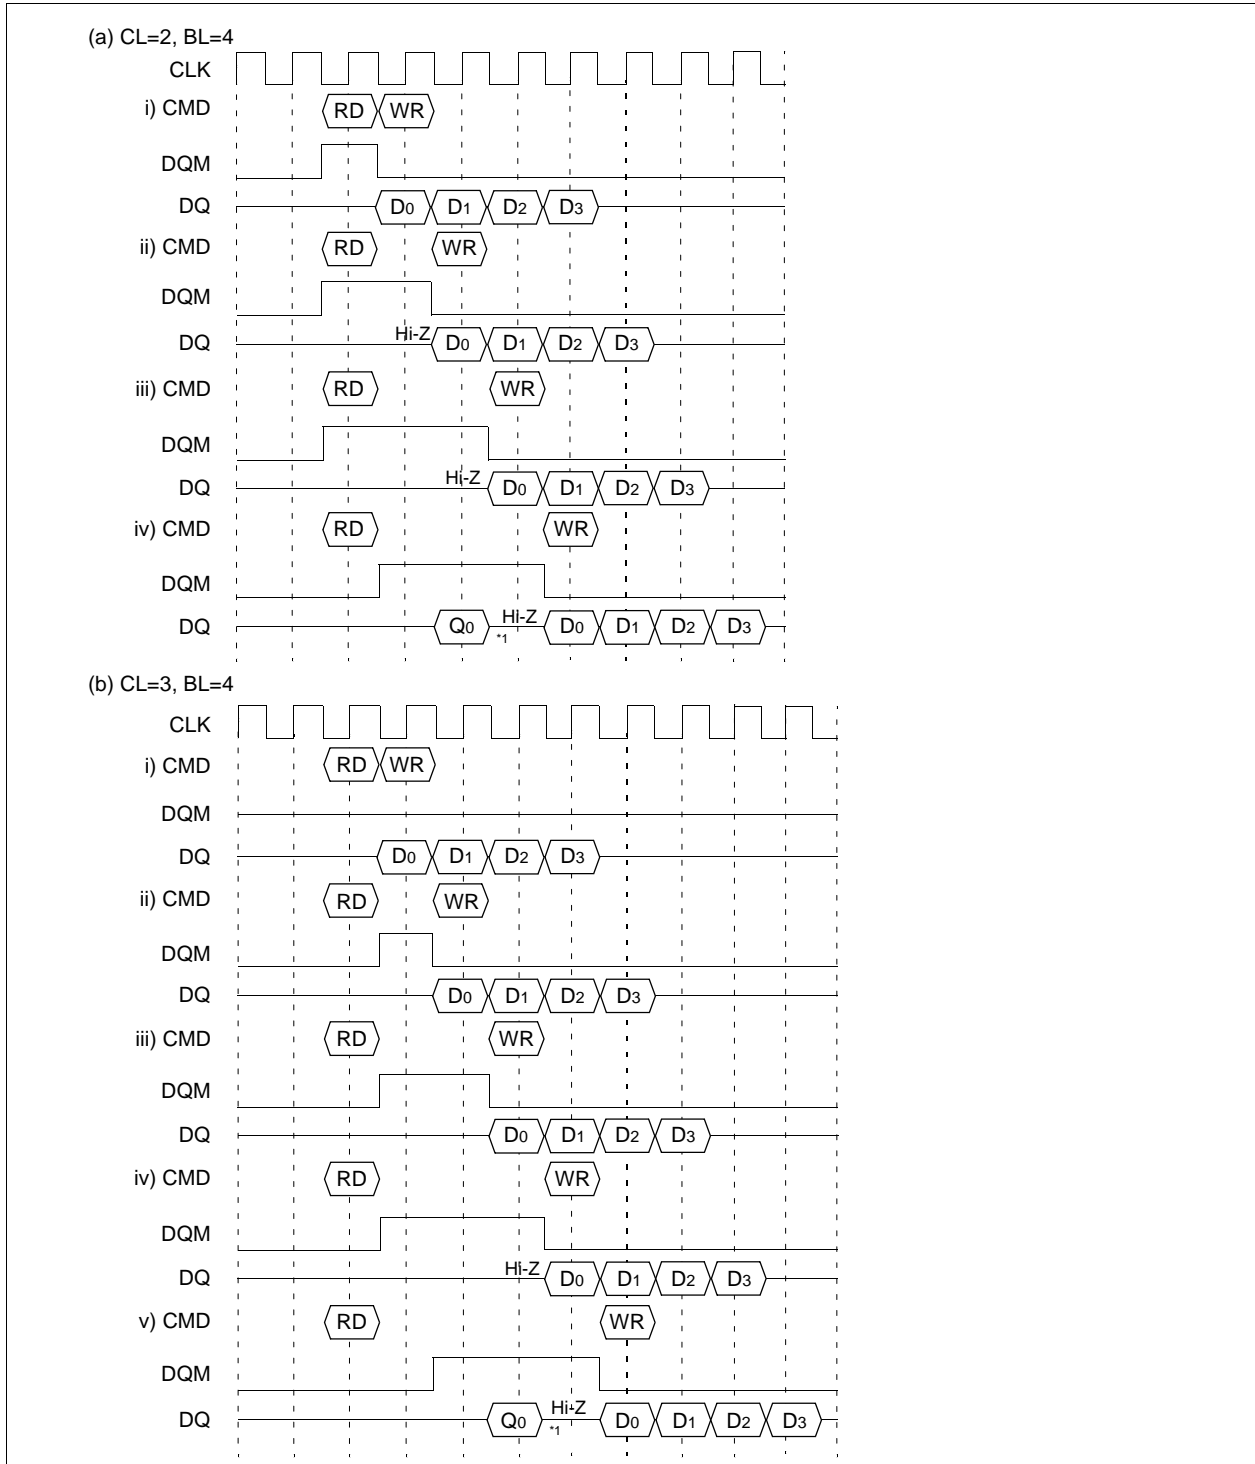 (a) CL=2, BL=4
CLK
i) CMD RD WR
DQM
DQ D0 D1 D2 D3
ii) CMD RD WR
DQM
DQ Hi-Z D0 D1 D2 D3
iii) CMD RD WR
DQM
DQ Hi-Z D0 D1 D2 D3
iv) CMD RD WR
DQM
DQ Q0 Hi-Z *1 D0 D1 D2 D3
(b) CL=3, BL=4
CLK
i) CMD RD WR
DQM
DQ D0 D1 D2 D3
ii) CMD RD WR
DQM
DQ D0 D1 D2 D3
iii) CMD RD WR
DQM
DQ D0 D1 D2 D3
iv) CMD RD WR
DQM
DQ Hi-Z D0 D1 D2 D3
v) CMD RD WR
DQM
DQ Q0 Hi-Z *1 D0 D1 D2 D3